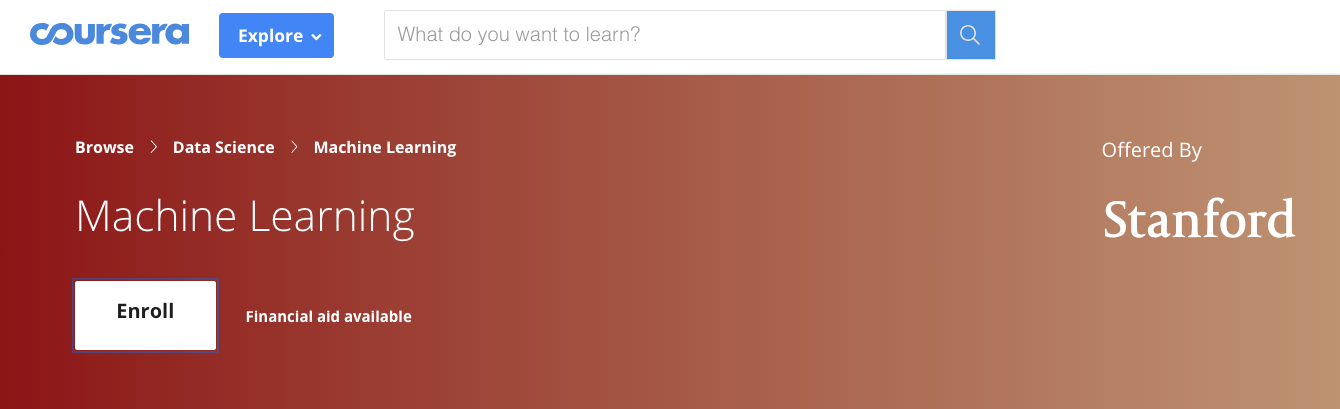 coursera
Explore
What do you want to learn?
Browse Data Science Machine Learning
Offered By
Machine Learning
Stanford
Enroll
Financial aid available